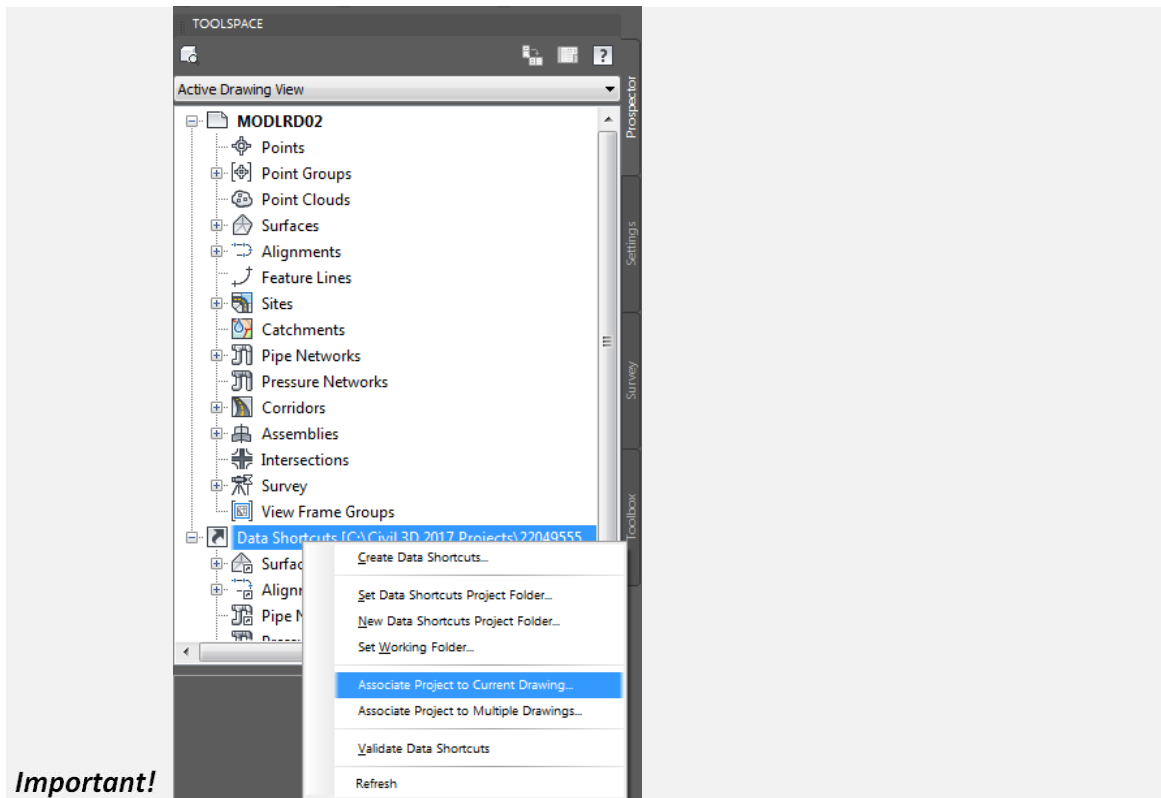 TOOLSPACE
?
Active Drawing View
MODLRD02
Points
Point Groups
Point Clouds
Surfaces
Alignments
Feature Lines
Sites
Catchments
Pipe Networks
Pressure Networks
Corridors
Assemblies
Intersections
Survey
View Frame Groups
Data Shortcuts [C:\Civil 3D 2017 Projects\22049555
Surfac
Alignr
Pipe N
Create Data Shortcuts...
Set Data Shortcuts Project Folder...
New Data Shortcuts Project Folder...
Set Working Folder...
Associate Project to Current Drawing...
Associate Project to Multiple Drawings...
Validate Data Shortcuts
Refresh
Prospector
Settings
Survey
Toolbox
Important!